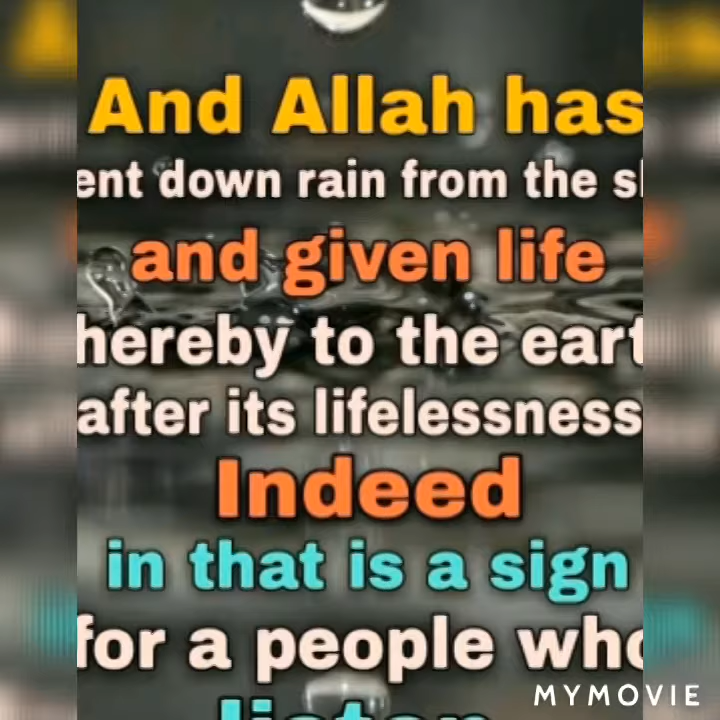 And Allah has
ent down rain from the s
and given life
hereby to the eart
after its lifelessness
Indeed
in that is a sign
for a people who
listen
MYMOVIE